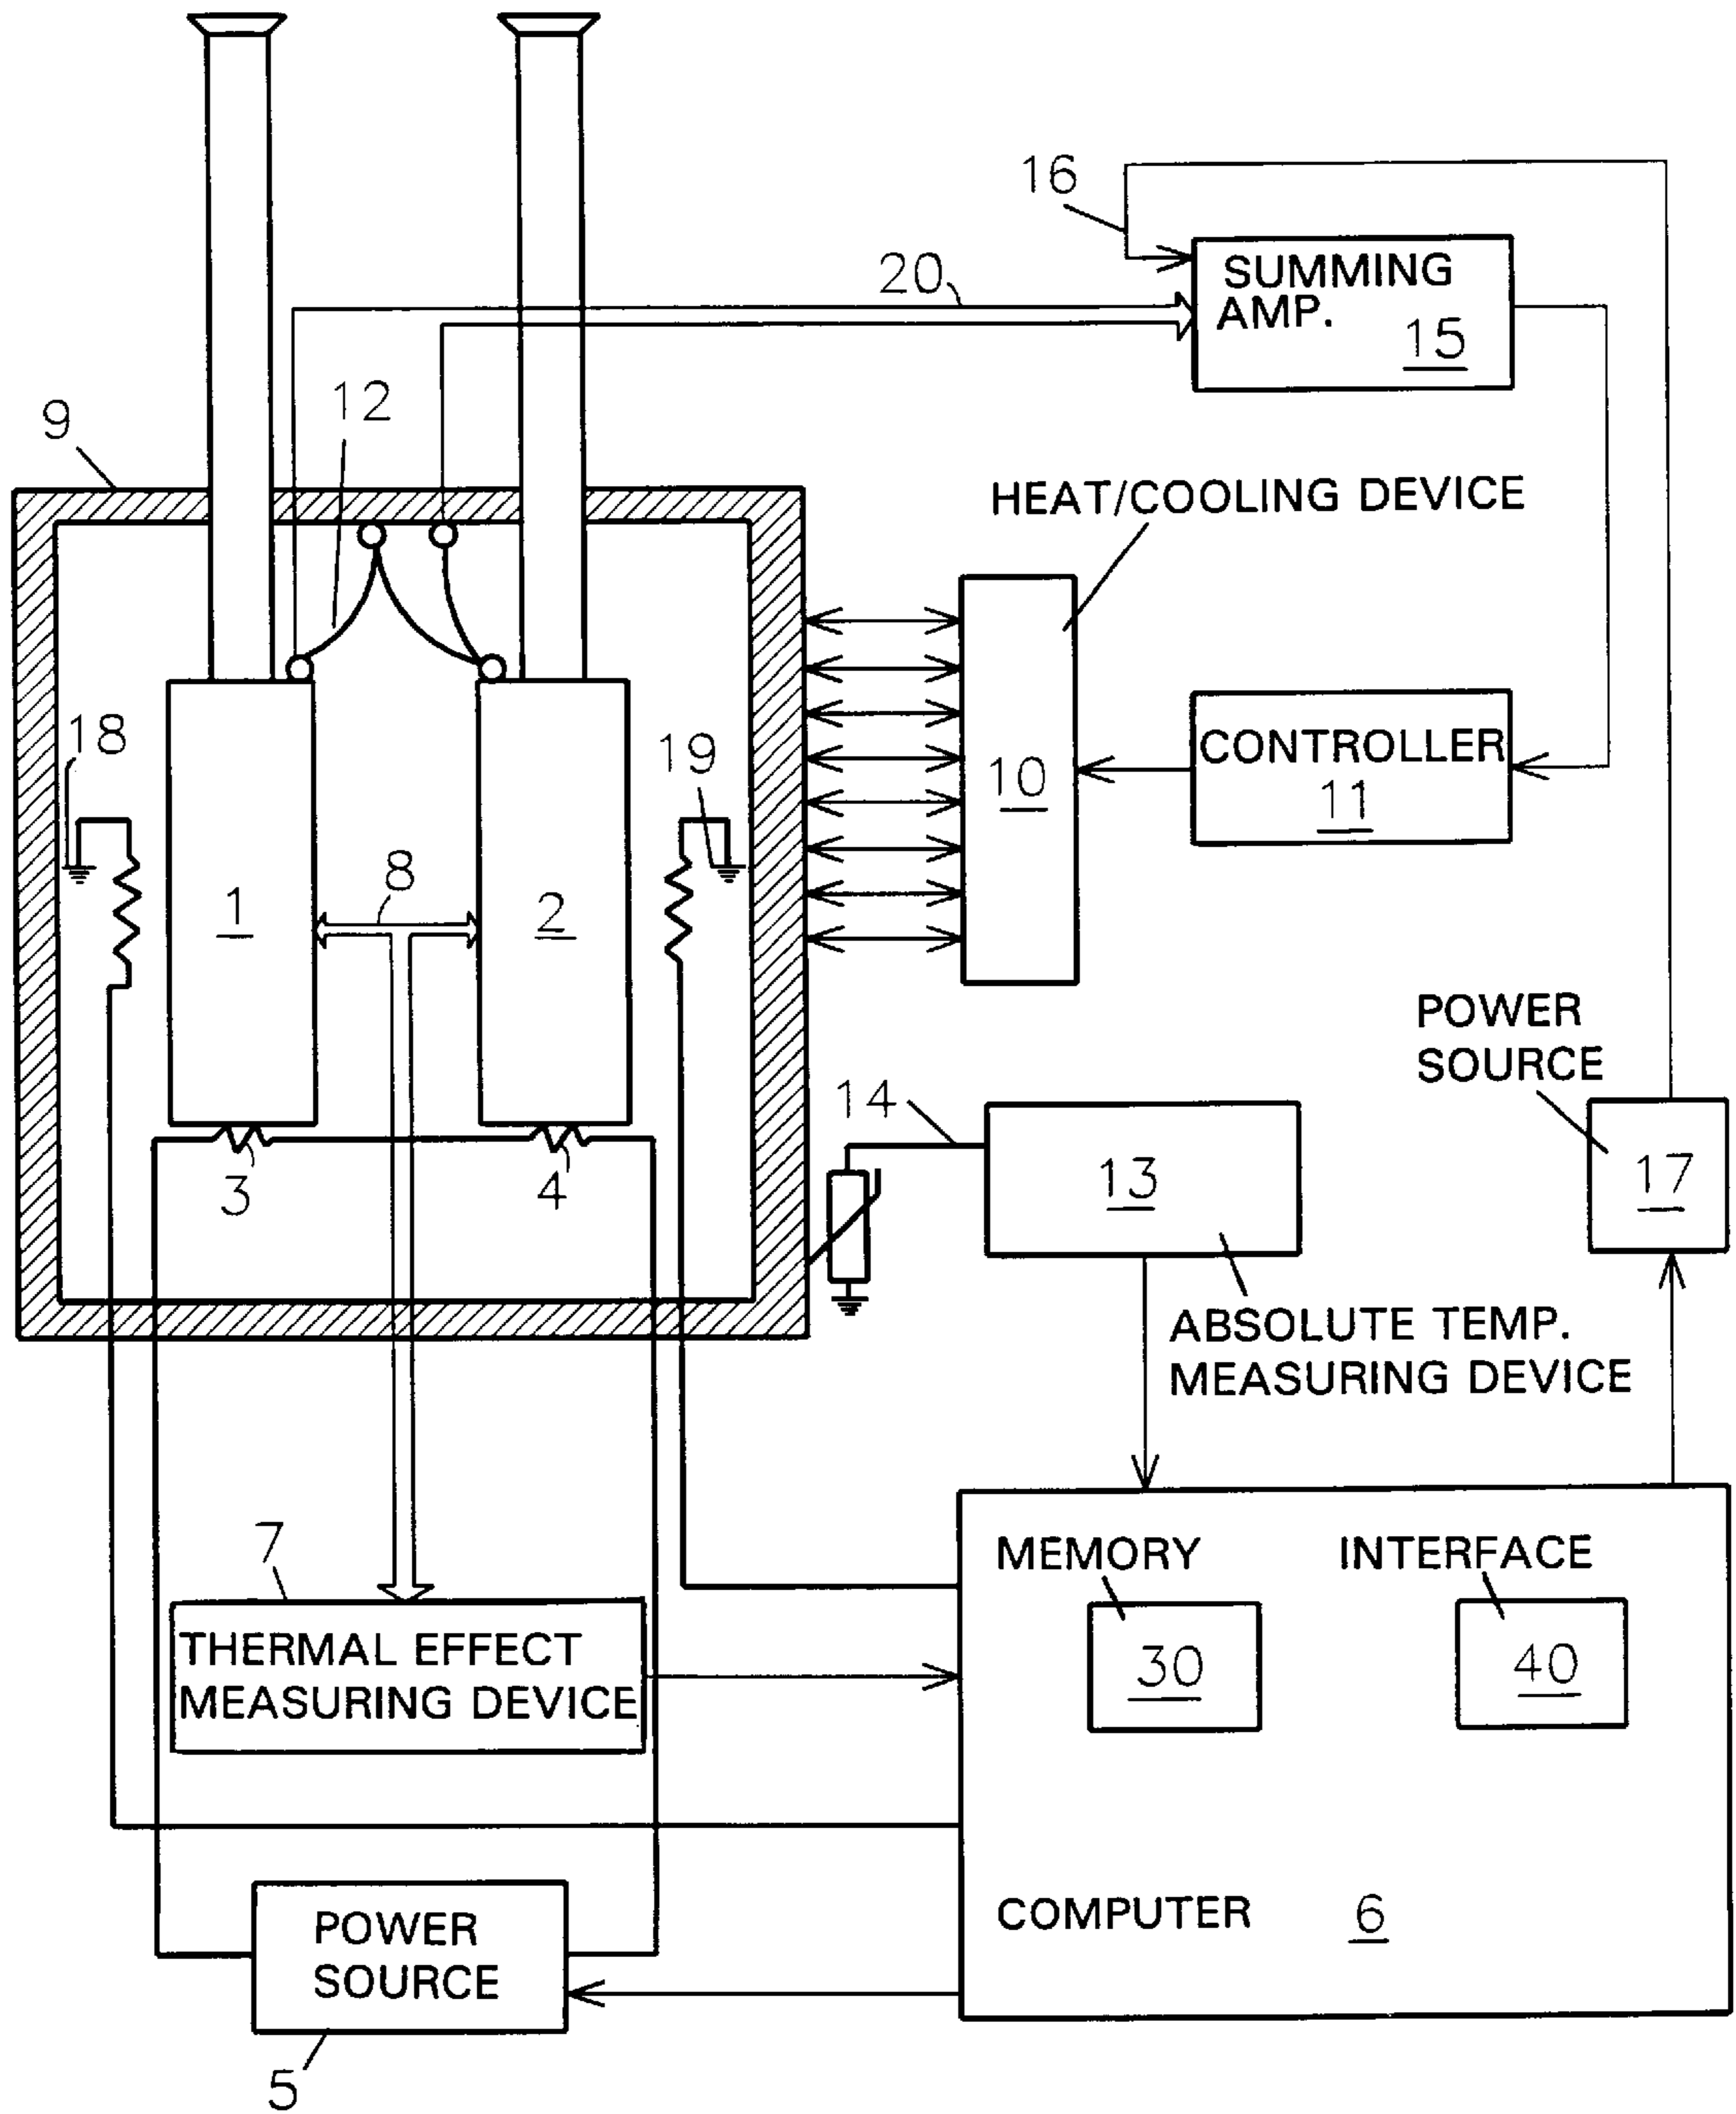 16
20
SUMMING
AMP.
15
12
9
HEAT/COOLING DEVICE
18
19
10
CONTROLLER
11
8
1
2
POWER
SOURCE
14
13
17
3
4
ABSOLUTE TEMP.
MEASURING DEVICE
7
MEMORY
INTERFACE
THERMAL EFFECT
MEASURING DEVICE
30
40
COMPUTER
6
POWER
SOURCE
5